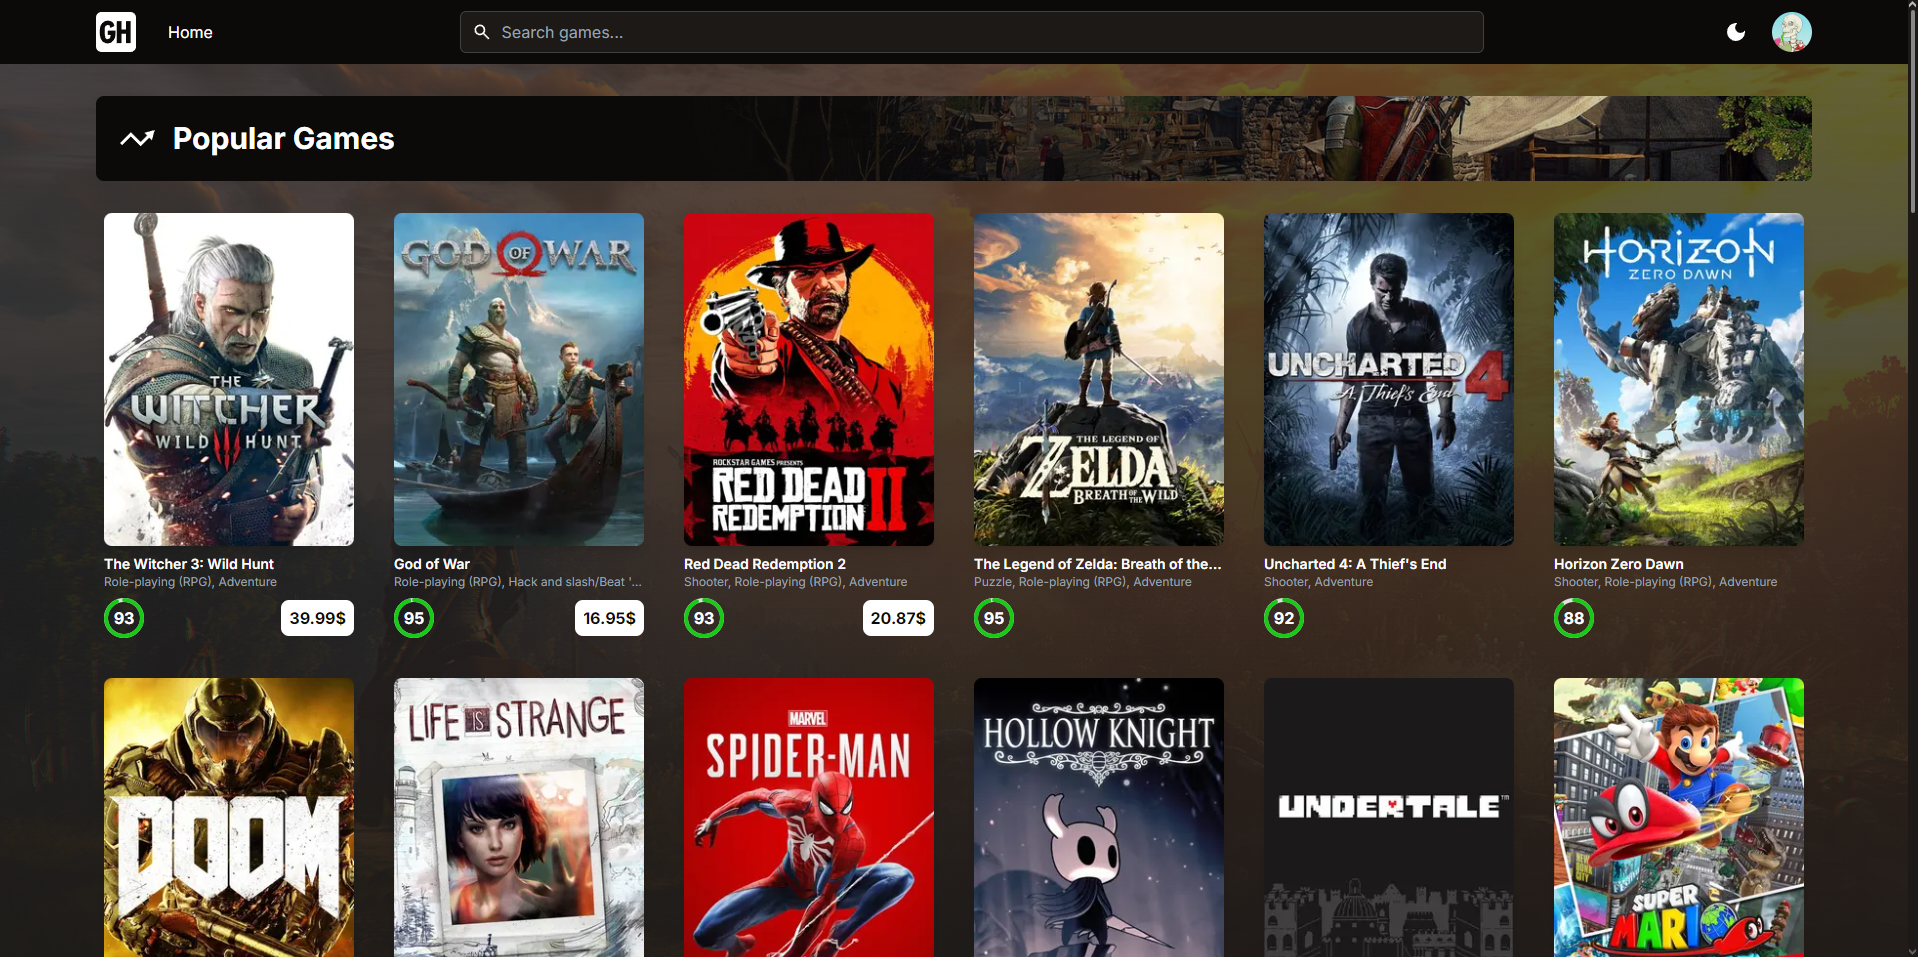 GH
Home
Search games...
Popular Games
THE
WITCHER
WILD HUNT
GOD OF WAR
ROCKSTAR GAMES PRESENTS
RED DEAD
REDEMPTION II
THE LEGEND OF
ZELDA
BREATH OF THE WILD
UNCHARTED 4
A Thief's End
HORIZON
ZERO DAWN
The Witcher 3: Wild Hunt
Role-playing (RPG), Adventure
93
39.99$
God of War
Role-playing (RPG), Hack and slash/Beat '...
95
16.95$
Red Dead Redemption 2
Shooter, Role-playing (RPG), Adventure
93
20.87$
The Legend of Zelda: Breath of the...
Puzzle, Role-playing (RPG), Adventure
95
Uncharted 4: A Thief's End
Shooter, Adventure
92
Horizon Zero Dawn
Shooter, Role-playing (RPG), Adventure
88
DOOM
LIFE IS STRANGE
MARVEL
SPIDER-MAN
HOLLOW KNIGHT
UNDERTALE™
SUPER
MARIO